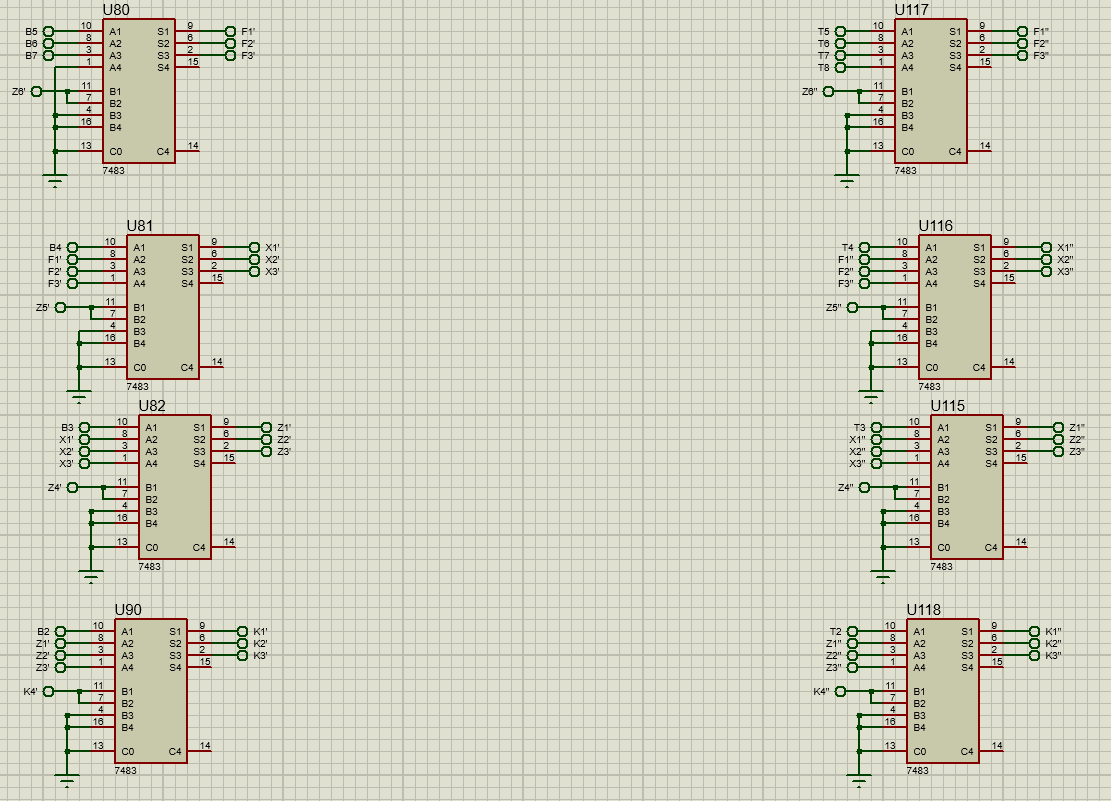 U80
B5 10 A1 S1 9 F1'
B6 8 A2 S2 6 F2'
B7 3 A3 S3 2 F3'
1 A4 S4 15
Z6' 11 B1
7 B2
4 B3
16 B4
13 C0 C4 14
7483
U117
T5 10 A1 S1 9 F1''
T6 8 A2 S2 6 F2''
T7 3 A3 S3 2 F3''
T8 1 A4 S4 15
Z6'' 11 B1
7 B2
4 B3
16 B4
13 C0 C4 14
7483
U81
B4 10 A1 S1 9 X1'
F1' 8 A2 S2 6 X2'
F2' 3 A3 S3 2 X3'
F3' 1 A4 S4 15
Z5' 11 B1
7 B2
4 B3
16 B4
13 C0 C4 14
7483
U116
T4 10 A1 S1 9 X1''
F1'' 8 A2 S2 6 X2''
F2'' 3 A3 S3 2 X3''
F3'' 1 A4 S4 15
Z5'' 11 B1
7 B2
4 B3
16 B4
13 C0 C4 14
7483
U82
B3 10 A1 S1 9 Z1'
X1' 8 A2 S2 6 Z2'
X2' 3 A3 S3 2 Z3'
X3' 1 A4 S4 15
Z4' 11 B1
7 B2
4 B3
16 B4
13 C0 C4 14
7483
U115
T3 10 A1 S1 9 Z1''
X1'' 8 A2 S2 6 Z2''
X2'' 3 A3 S3 2 Z3''
X3'' 1 A4 S4 15
Z4'' 11 B1
7 B2
4 B3
16 B4
13 C0 C4 14
7483
U90
B2 10 A1 S1 9 K1'
Z1' 8 A2 S2 6 K2'
Z2' 3 A3 S3 2 K3'
Z3' 1 A4 S4 15
K4' 11 B1
7 B2
4 B3
16 B4
13 C0 C4 14
7483
U118
T2 10 A1 S1 9 K1''
Z1'' 8 A2 S2 6 K2''
Z2'' 3 A3 S3 2 K3''
Z3'' 1 A4 S4 15
K4'' 11 B1
7 B2
4 B3
16 B4
13 C0 C4 14
7483